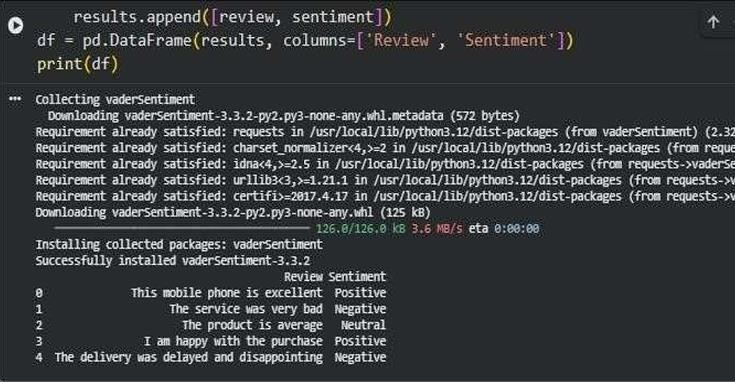 results.append([review, sentiment])
df = pd.DataFrame(results, columns=['Review', 'Sentiment'])
print(df)
Collecting vaderSentiment
Downloading vaderSentiment-3.3.2-py2.py3-none-any.whl.metadata (572 bytes)
Requirement already satisfied: requests in /usr/local/lib/python3.12/dist-packages (from vaderSentiment) (2.32
Requirement already satisfied: charset_normalizer<4,>=2 in /usr/local/lib/python3.12/dist-packages (from reque
Requirement already satisfied: idna<4,>=2.5 in /usr/local/lib/python3.12/dist-packages (from requests->vaderSe
Requirement already satisfied: urllib3<3,>=1.21.1 in /usr/local/lib/python3.12/dist-packages (from requests->v
Requirement already satisfied: certifi>=2017.4.17 in /usr/local/lib/python3.12/dist-packages (from requests->v
Downloading vaderSentiment-3.3.2-py2.py3-none-any.whl (125 kB)
126.0/126.0 kB 3.6 MB/s eta 0:00:00
Installing collected packages: vaderSentiment
Successfully installed vaderSentiment-3.3.2
Review Sentiment
0 This mobile phone is excellent Positive
1 The service was very bad Negative
2 The product is average Neutral
3 I am happy with the purchase Positive
4 The delivery was delayed and disappointing Negative